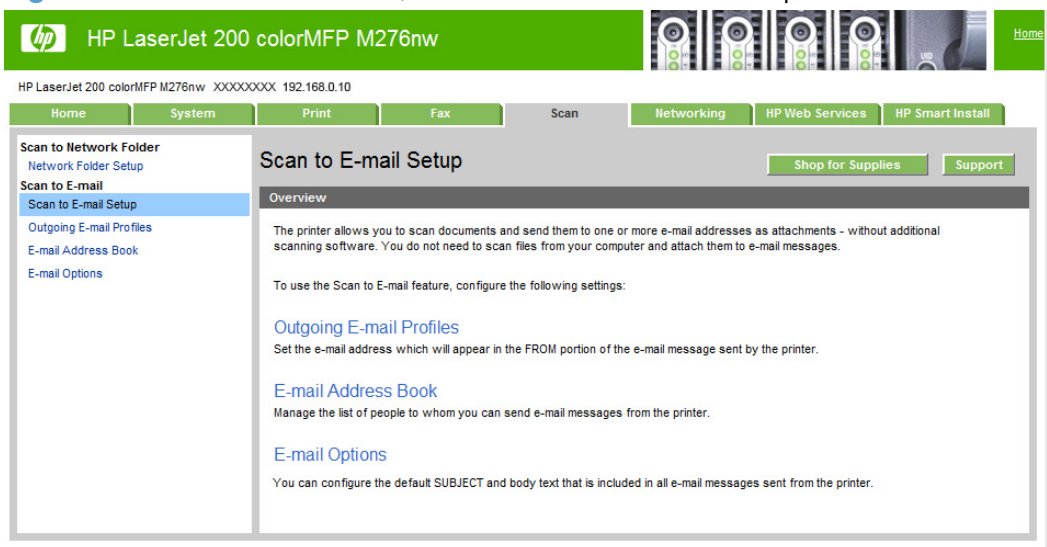 hp
HP LaserJet 200 colorMFP M276nw
UID
Home
HP LaserJet 200 colorMFP M276nw XXXXXXXX 192.168.0.10
Home System Print Fax Scan Networking HP Web Services HP Smart Install
Scan to Network Folder
Network Folder Setup
Scan to E-mail
Scan to E-mail Setup
Outgoing E-mail Profiles
E-mail Address Book
E-mail Options
Scan to E-mail Setup
Shop for Supplies Support
Overview
The printer allows you to scan documents and send them to one or more e-mail addresses as attachments - without additional
scanning software. You do not need to scan files from your computer and attach them to e-mail messages.
To use the Scan to E-mail feature, configure the following settings:
Outgoing E-mail Profiles
Set the e-mail address which will appear in the FROM portion of the e-mail message sent by the printer.
E-mail Address Book
Manage the list of people to whom you can send e-mail messages from the printer.
E-mail Options
You can configure the default SUBJECT and body text that is included in all e-mail messages sent from the printer.